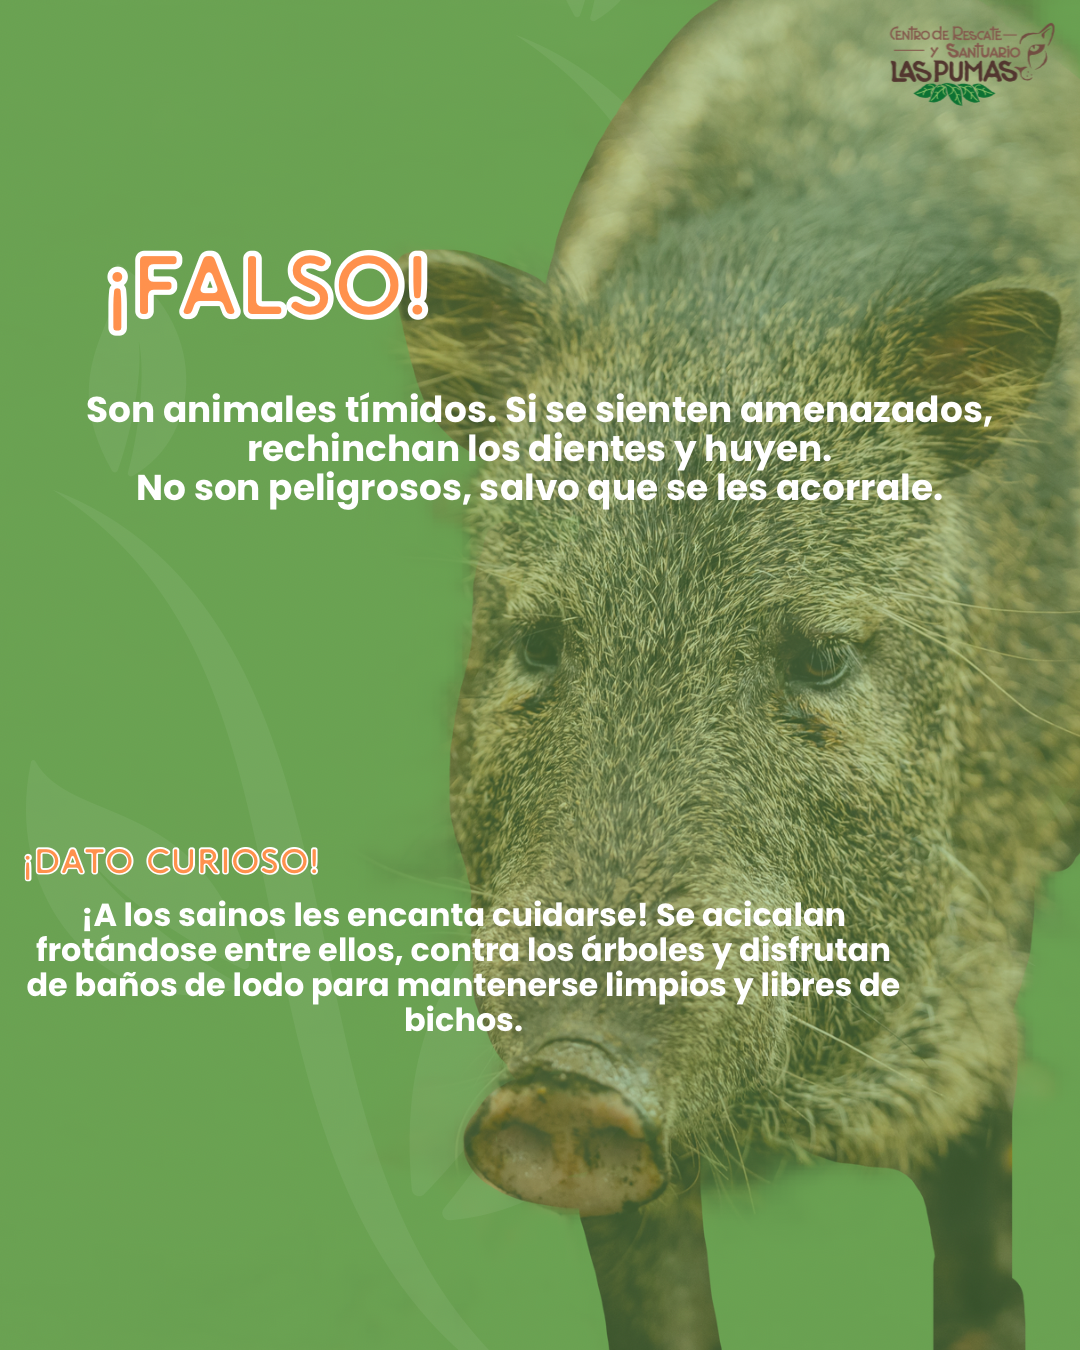 CENTRO DE RESCATE
Y SANTUARIO
LAS PUMAS
¡FALSO!
Son animales tímidos. Si se sienten amenazados,
rechinchan los dientes y huyen.
No son peligrosos, salvo que se les acorrale.
¡DATO CURIOSO!
¡A los sainos les encanta cuidarse! Se acicalan
frotándose entre ellos, contra los árboles y disfrutan
de baños de lodo para mantenerse limpios y libres de
bichos.